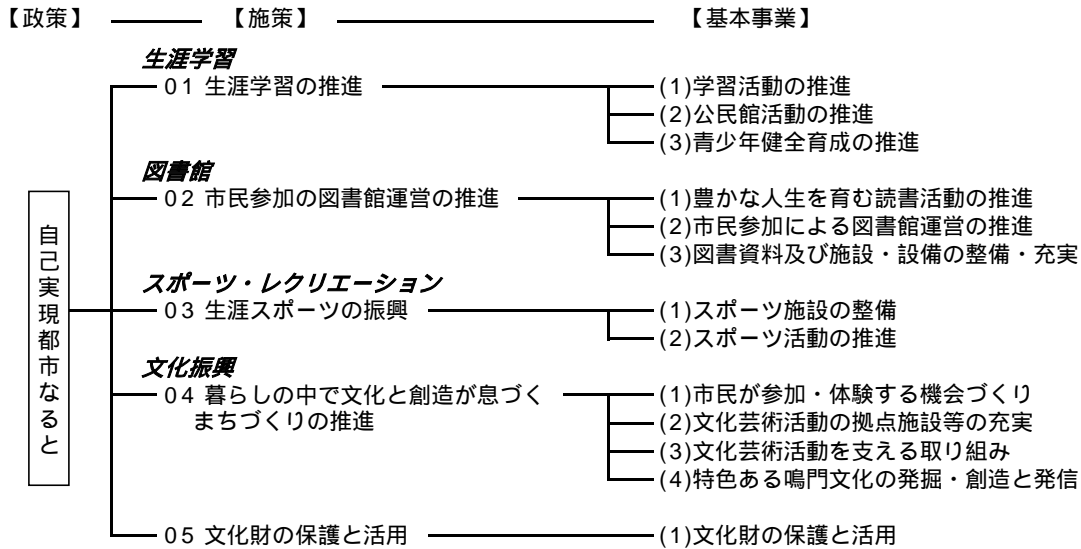 【政策】 【施策】 【基本事業】
生涯学習
01 生涯学習の推進
(1)学習活動の推進
(2)公民館活動の推進
(3)青少年健全育成の推進
図書館
02 市民参加の図書館運営の推進
(1)豊かな人生を育む読書活動の推進
(2)市民参加による図書館運営の推進
(3)図書資料及び施設・設備の整備・充実
自己実現都市なると
スポーツ・レクリエーション
03 生涯スポーツの振興
(1)スポーツ施設の整備
(2)スポーツ活動の推進
文化振興
04 暮らしの中で文化と創造が息づく
まちづくりの推進
(1)市民が参加・体験する機会づくり
(2)文化芸術活動の拠点施設等の充実
(3)文化芸術活動を支える取り組み
(4)特色ある鳴門文化の発掘・創造と発信
05 文化財の保護と活用
(1)文化財の保護と活用